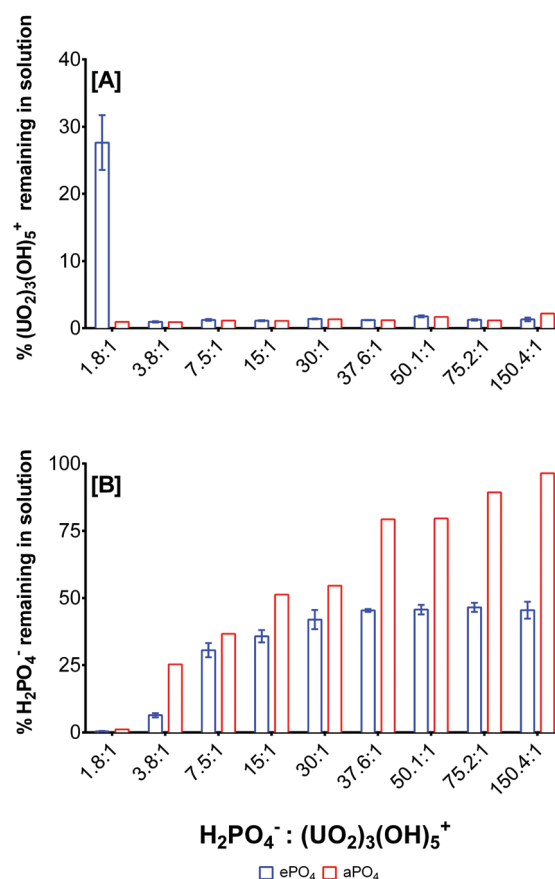 [A]
% (UO₂)₃(OH)₅⁺ remaining in solution
40
30
20
10
0
1.8:1 3.8:1 7.5:1 15:1 30:1 37.6:1 50.1:1 75.2:1 150.4:1
[B]
% H₂PO₄⁻ remaining in solution
100
75
50
25
0
1.8:1 3.8:1 7.5:1 15:1 30:1 37.6:1 50.1:1 75.2:1 150.4:1
H₂PO₄⁻ : (UO₂)₃(OH)₅⁺
ePO₄ aPO₄